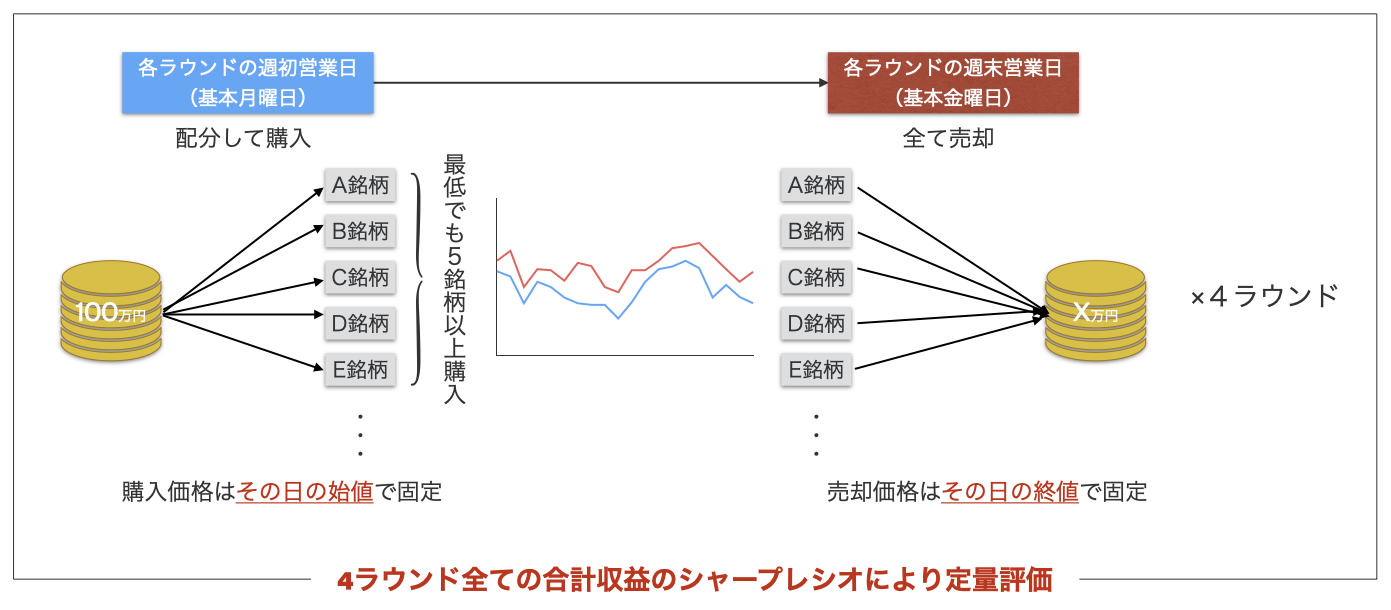 各ラウンドの週初営業日
（基本月曜日）
各ラウンドの週末営業日
（基本金曜日）
配分して購入
全て売却
A銘柄
B銘柄
C銘柄
D銘柄
E銘柄
最低でも５銘柄以上購入
100万円
A銘柄
B銘柄
C銘柄
D銘柄
E銘柄
X万円
×４ラウンド
購入価格はその日の始値で固定
売却価格はその日の終値で固定
4ラウンド全ての合計収益のシャープレシオにより定量評価